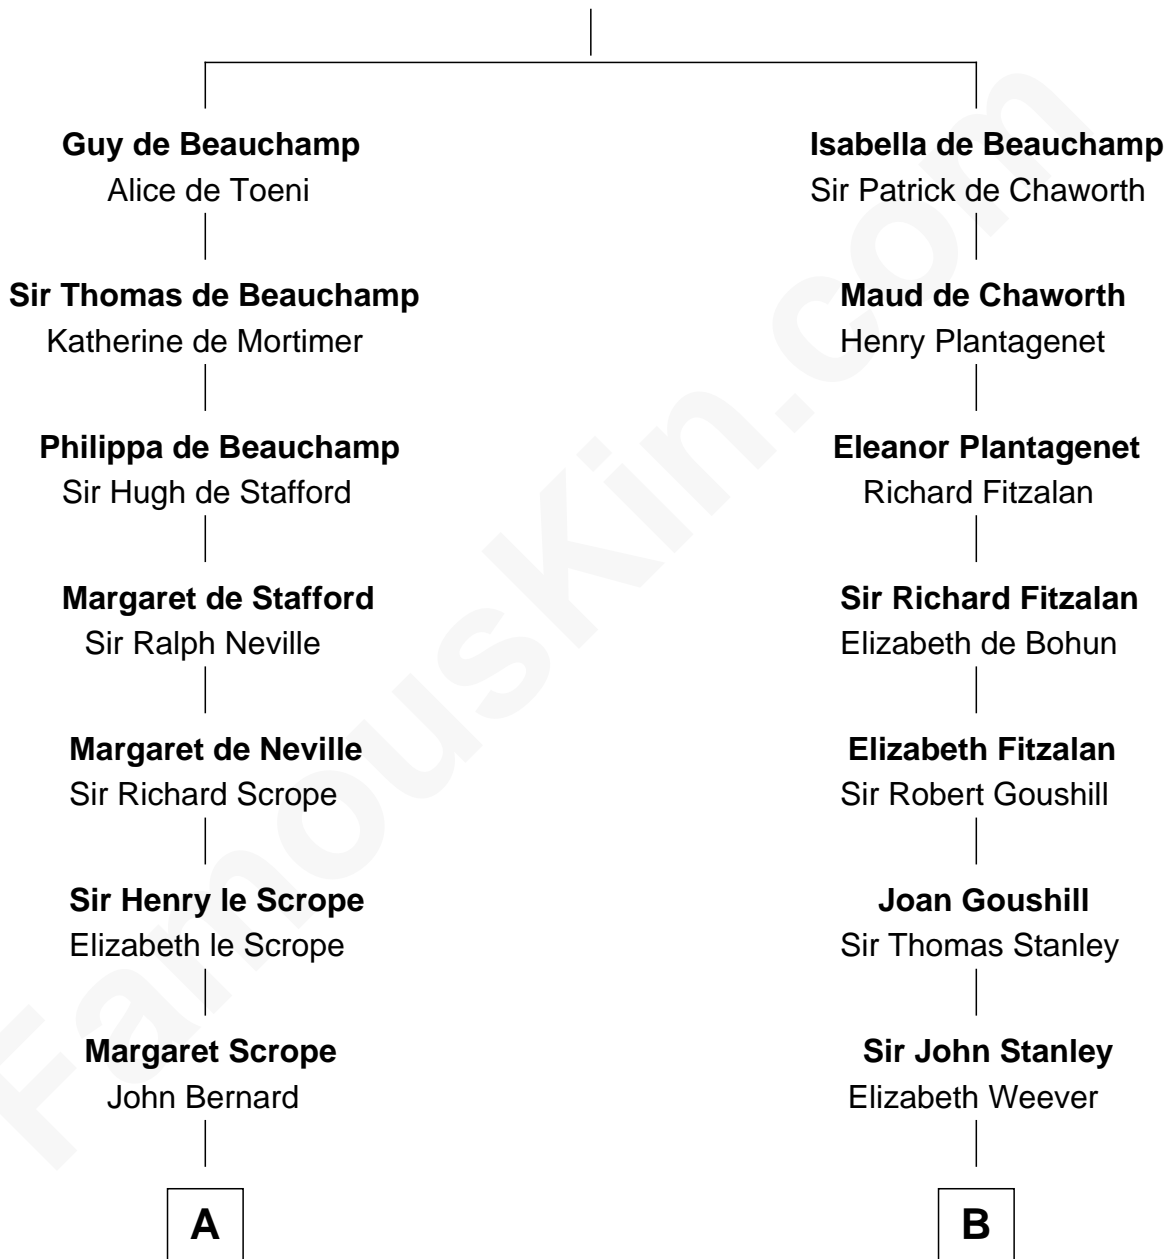 Guy de Beauchamp
Alice de Toeni
Isabella de Beauchamp
Sir Patrick de Chaworth
Sir Thomas de Beauchamp
Katherine de Mortimer
Maud de Chaworth
Henry Plantagenet
Philippa de Beauchamp
Sir Hugh de Stafford
Eleanor Plantagenet
Richard Fitzalan
Margaret de Stafford
Sir Ralph Neville
Sir Richard Fitzalan
Elizabeth de Bohun
Margaret de Neville
Sir Richard Scrope
Elizabeth Fitzalan
Sir Robert Goushill
Sir Henry le Scrope
Elizabeth le Scrope
Joan Goushill
Sir Thomas Stanley
Margaret Scrope
John Bernard
Sir John Stanley
Elizabeth Weever
A
B
FamousKin.com